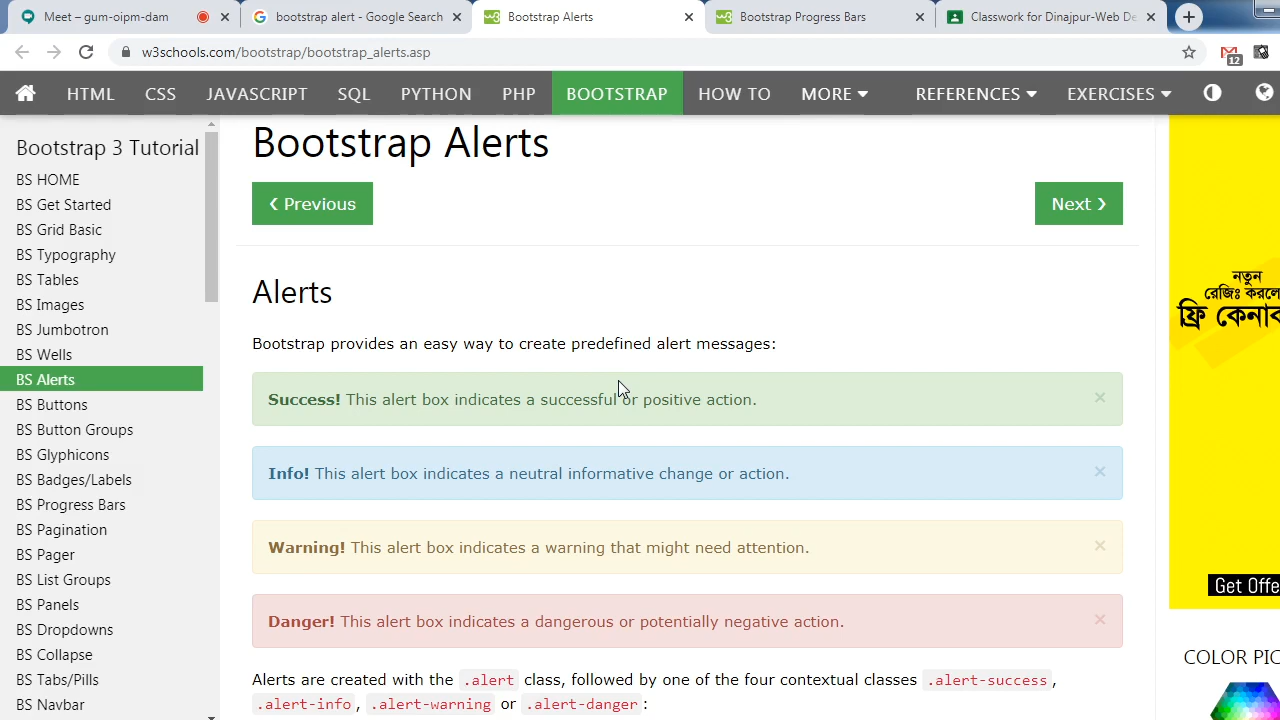 Meet – gum-oipm-dam
bootstrap alert - Google Search
Bootstrap Alerts
Bootstrap Progress Bars
Classwork for Dinajpur-Web De
w3schools.com/bootstrap/bootstrap_alerts.asp
12
HTML CSS JAVASCRIPT SQL PYTHON PHP BOOTSTRAP HOW TO MORE REFERENCES EXERCISES
Bootstrap 3 Tutorial
BS HOME
BS Get Started
BS Grid Basic
BS Typography
BS Tables
BS Images
BS Jumbotron
BS Wells
BS Alerts
BS Buttons
BS Button Groups
BS Glyphicons
BS Badges/Labels
BS Progress Bars
BS Pagination
BS Pager
BS List Groups
BS Panels
BS Dropdowns
BS Collapse
BS Tabs/Pills
BS Navbar
Bootstrap Alerts
❮ Previous
Next ❯
Alerts
Bootstrap provides an easy way to create predefined alert messages:
Success! This alert box indicates a successful or positive action. ×
Info! This alert box indicates a neutral informative change or action. ×
Warning! This alert box indicates a warning that might need attention. ×
Danger! This alert box indicates a dangerous or potentially negative action. ×
Alerts are created with the .alert class, followed by one of the four contextual classes .alert-success,
.alert-info, .alert-warning or .alert-danger:
নতুন
রেজিঃ করলে
ফ্রি
Get Offe
COLOR PIC